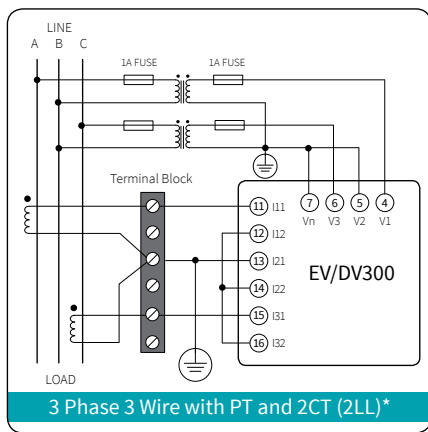 LINE
A B C
1A FUSE 1A FUSE
Terminal Block
7 6 5 4
Vn V3 V2 V1
11 I11
12 I12
13 I21
14 I22
15 I31
16 I32
EV/DV300
LOAD
3 Phase 3 Wire with PT and 2CT (2LL)*